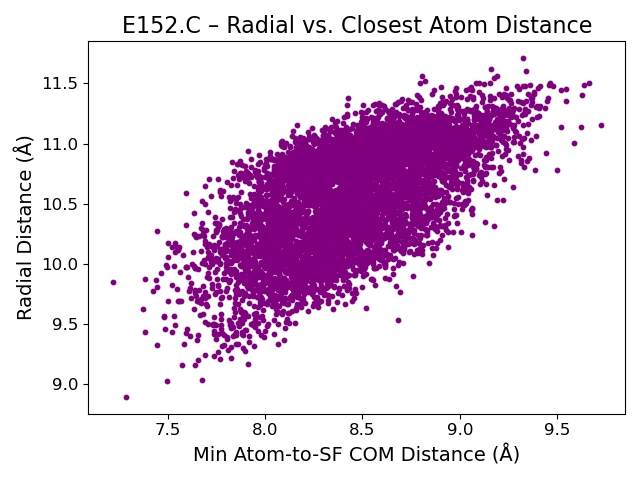 E152.C – Radial vs. Closest Atom Distance
Radial Distance (Å)
11.5
11.0
10.5
10.0
9.5
9.0
7.5 8.0 8.5 9.0 9.5
Min Atom-to-SF COM Distance (Å)